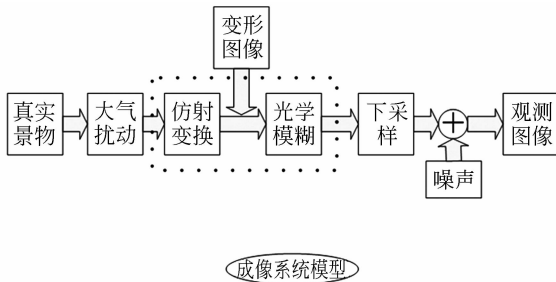 变形
图像
真实
景物
大气
扰动
仿射
变换
光学
模糊
下采
样
观测
图像
噪声
成像系统模型